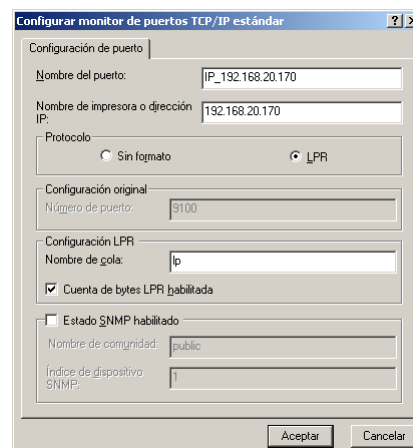 Configurar monitor de puertos TCP/IP estándar
Configuración de puerto
Nombre del puerto: IP_192.168.20.170
Nombre de impresora o dirección
IP: 192.168.20.170
Protocolo
Sin formato LPR
Configuración original
Número de puerto: 9100
Configuración LPR
Nombre de cola: lp
Cuenta de bytes LPR habilitada
Estado SNMP habilitado
Nombre de comunidad: public
Índice de dispositivo
SNMP: 1
Aceptar Cancelar